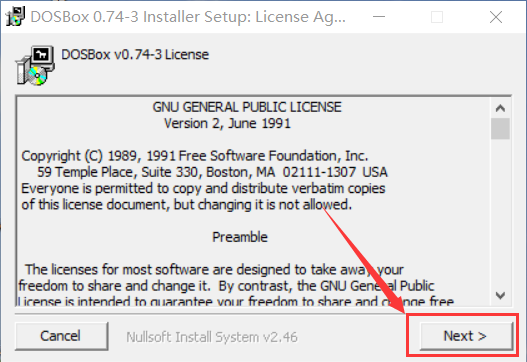 DOSBox 0.74-3 Installer Setup: License Ag...
DOSBox v0.74-3 License
GNU GENERAL PUBLIC LICENSE
Version 2, June 1991
Copyright (C) 1989, 1991 Free Software Foundation, Inc.
59 Temple Place, Suite 330, Boston, MA 02111-1307 USA
Everyone is permitted to copy and distribute verbatim copies
of this license document, but changing it is not allowed.
Preamble
The licenses for most software are designed to take away your
freedom to share and change it. By contrast, the GNU General Public
License is intended to guarantee your freedom to share and change free
Cancel
Nullsoft Install System v2.46
Next >